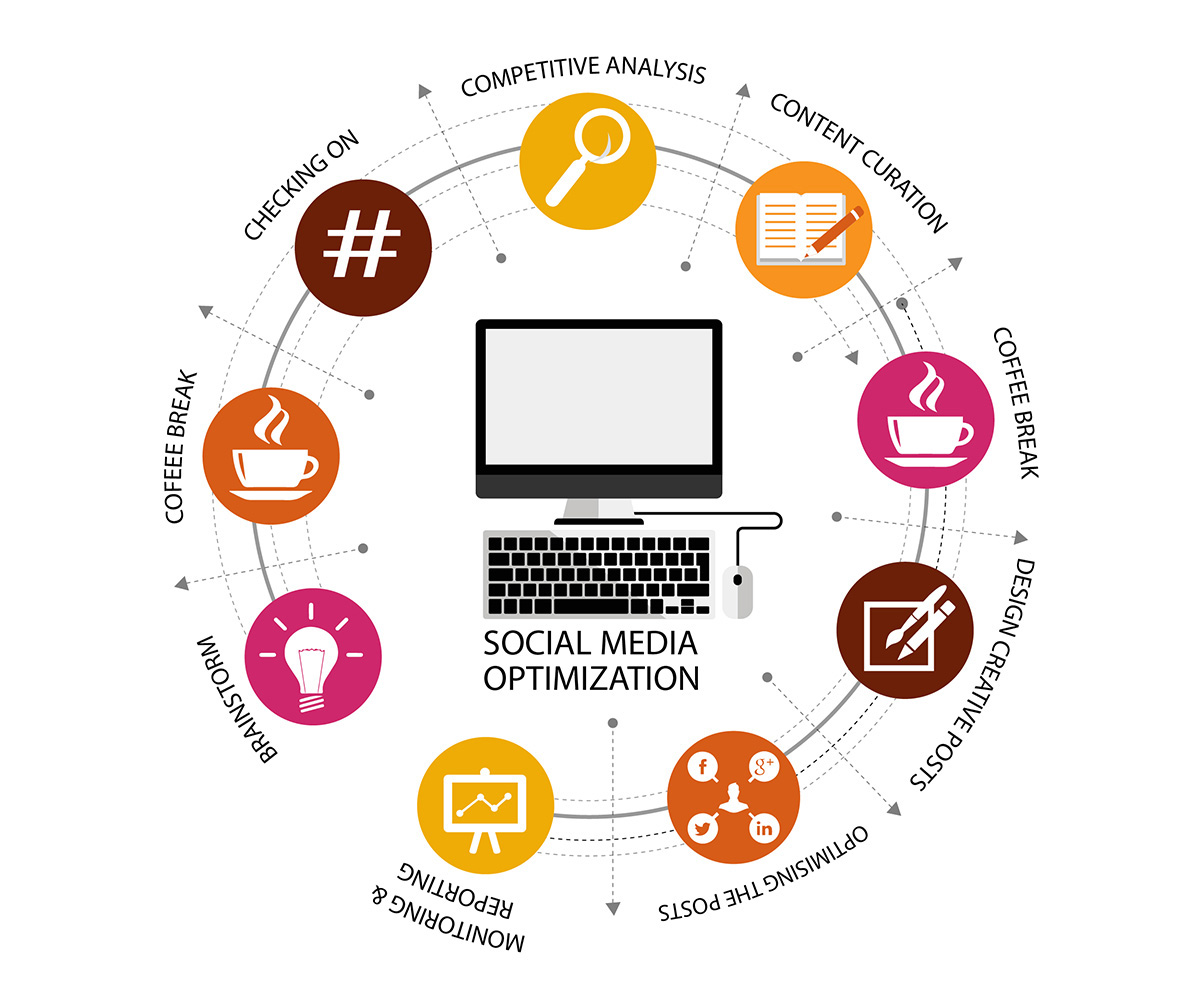 COMPETITIVE ANALYSIS
CONTENT CURATION
COFFEE BREAK
DESIGN CREATIVE POSTS
OPTIMISING THE POSTS
MONITORING &
REPORTING
BRAINSTORM
COFEEE BREAK
CHECKING ON
#
f
g+
in
SOCIAL MEDIA
OPTIMIZATION